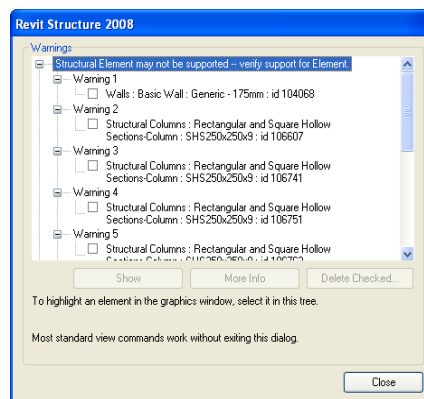 Revit Structure 2008
Warnings
Structural Element may not be supported -- verify support for Element.
Warning 1
Walls : Basic Wall : Generic - 175mm : id 104068
Warning 2
Structural Columns : Rectangular and Square Hollow
Sections-Column : SHS250x250x9 : id 106607
Warning 3
Structural Columns : Rectangular and Square Hollow
Sections-Column : SHS250x250x9 : id 106741
Warning 4
Structural Columns : Rectangular and Square Hollow
Sections-Column : SHS250x250x9 : id 106751
Warning 5
Structural Columns : Rectangular and Square Hollow
Show
More Info
Delete Checked...
To highlight an element in the graphics window, select it in this tree.
Most standard view commands work without exiting this dialog.
Close